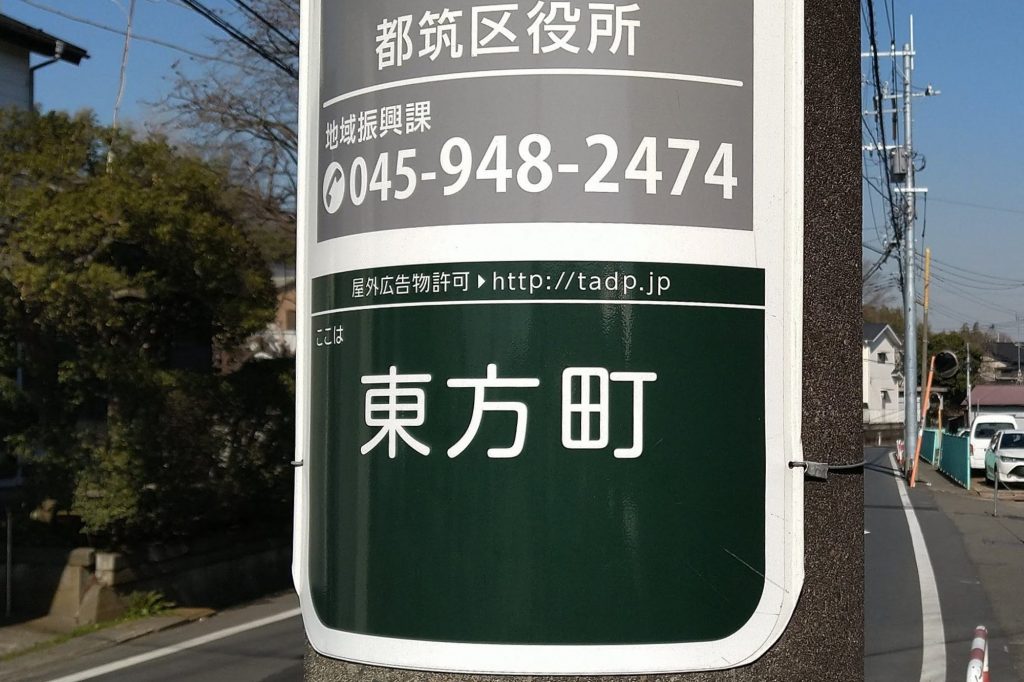 都筑区役所
地域振興課
045-948-2474
屋外広告物許可▶http://tadp.jp
ここは
東方町